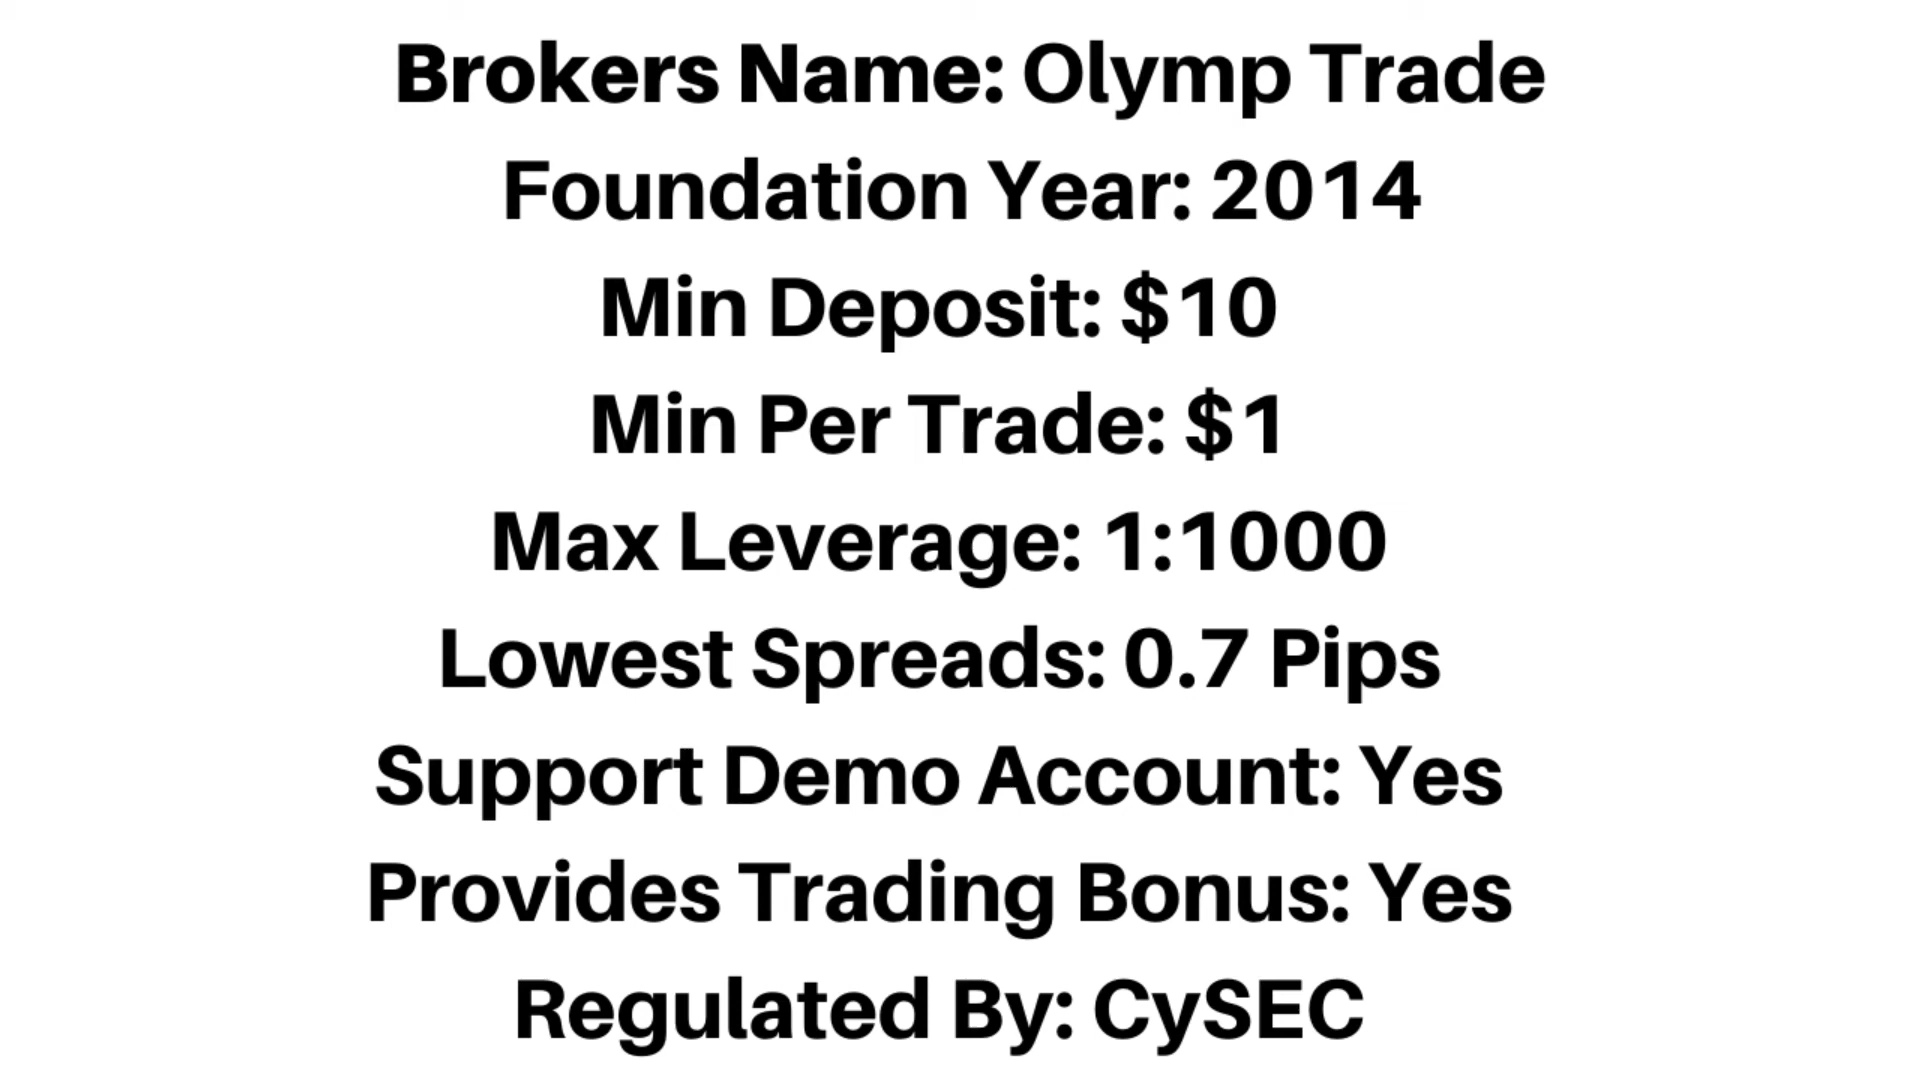 Brokers Name: Olymp Trade
Foundation Year: 2014
Min Deposit: $10
Min Per Trade: $1
Max Leverage: 1:1000
Lowest Spreads: 0.7 Pips
Support Demo Account: Yes
Provides Trading Bonus: Yes
Regulated By: CySEC